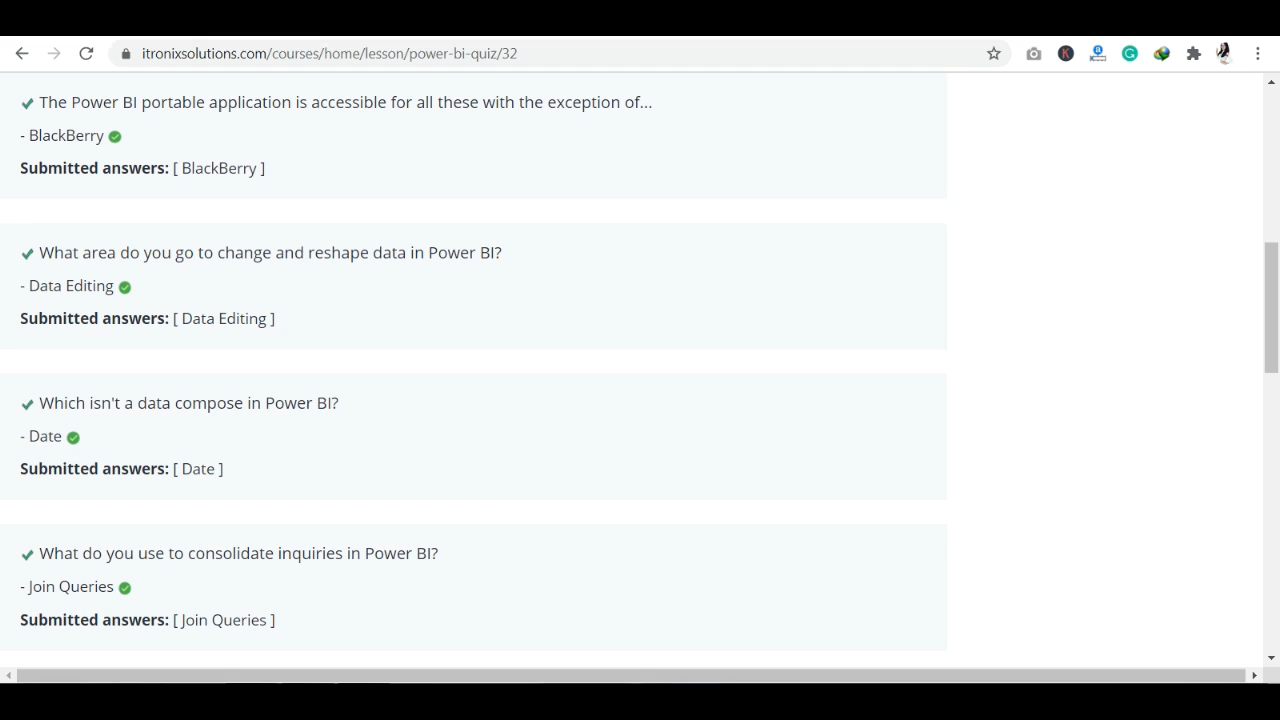 itronixsolutions.com/courses/home/lesson/power-bi-quiz/32
The Power BI portable application is accessible for all these with the exception of...
- BlackBerry
Submitted answers: [ BlackBerry ]
What area do you go to change and reshape data in Power BI?
- Data Editing
Submitted answers: [ Data Editing ]
Which isn't a data compose in Power BI?
- Date
Submitted answers: [ Date ]
What do you use to consolidate inquiries in Power BI?
- Join Queries
Submitted answers: [ Join Queries ]